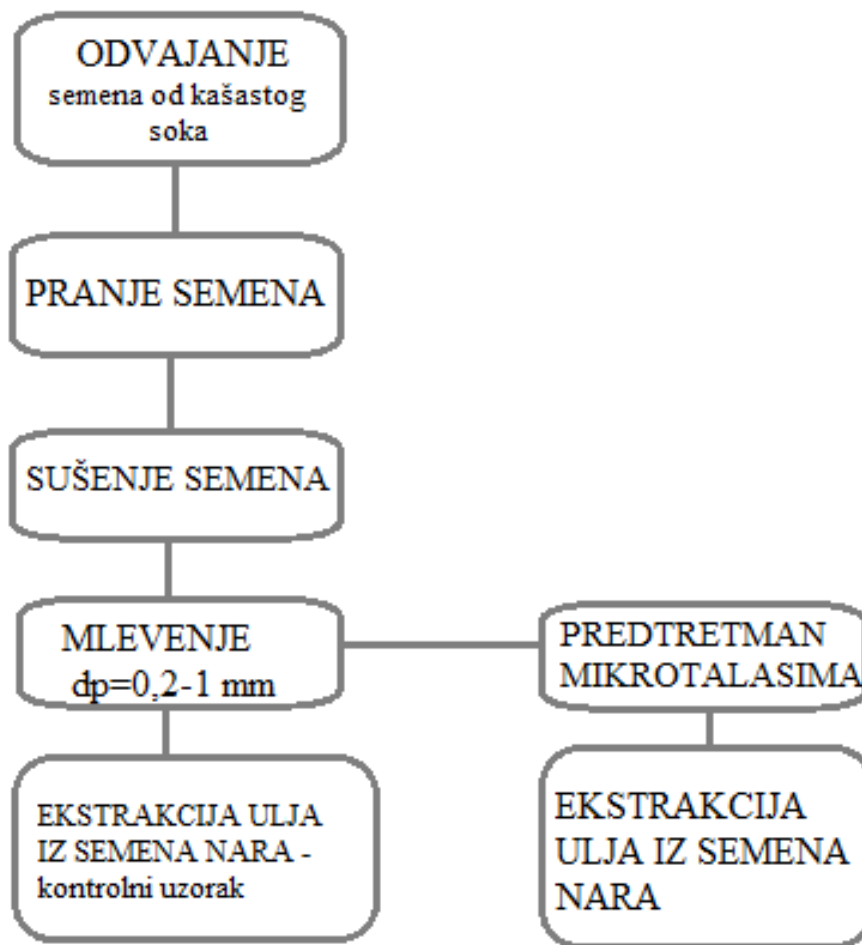 ODVAJANJE
semena od kašastog
soka
PRANJE SEMENA
SUŠENJE SEMENA
MLEVENJE
dp=0,2-1 mm
PREDTRETMAN
MIKROTALASIMA
EKSTRAKCIJA ULJA
IZ SEMENA NARA -
kontrolni uzorak
EKSTRAKCIJA
ULJA IZ SEMENA
NARA